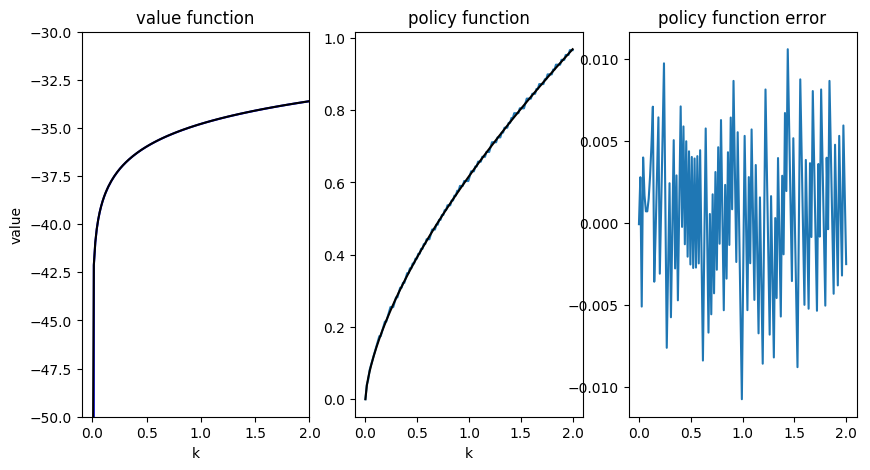 value function
policy function
policy function error
value
−30.0
−32.5
−35.0
−37.5
−40.0
−42.5
−45.0
−47.5
−50.0
0.0 0.5 1.0 1.5 2.0
k
1.0
0.8
0.6
0.4
0.2
0.0
0.0 0.5 1.0 1.5 2.0
k
0.010
0.005
0.000
−0.005
−0.010
0.0 0.5 1.0 1.5 2.0